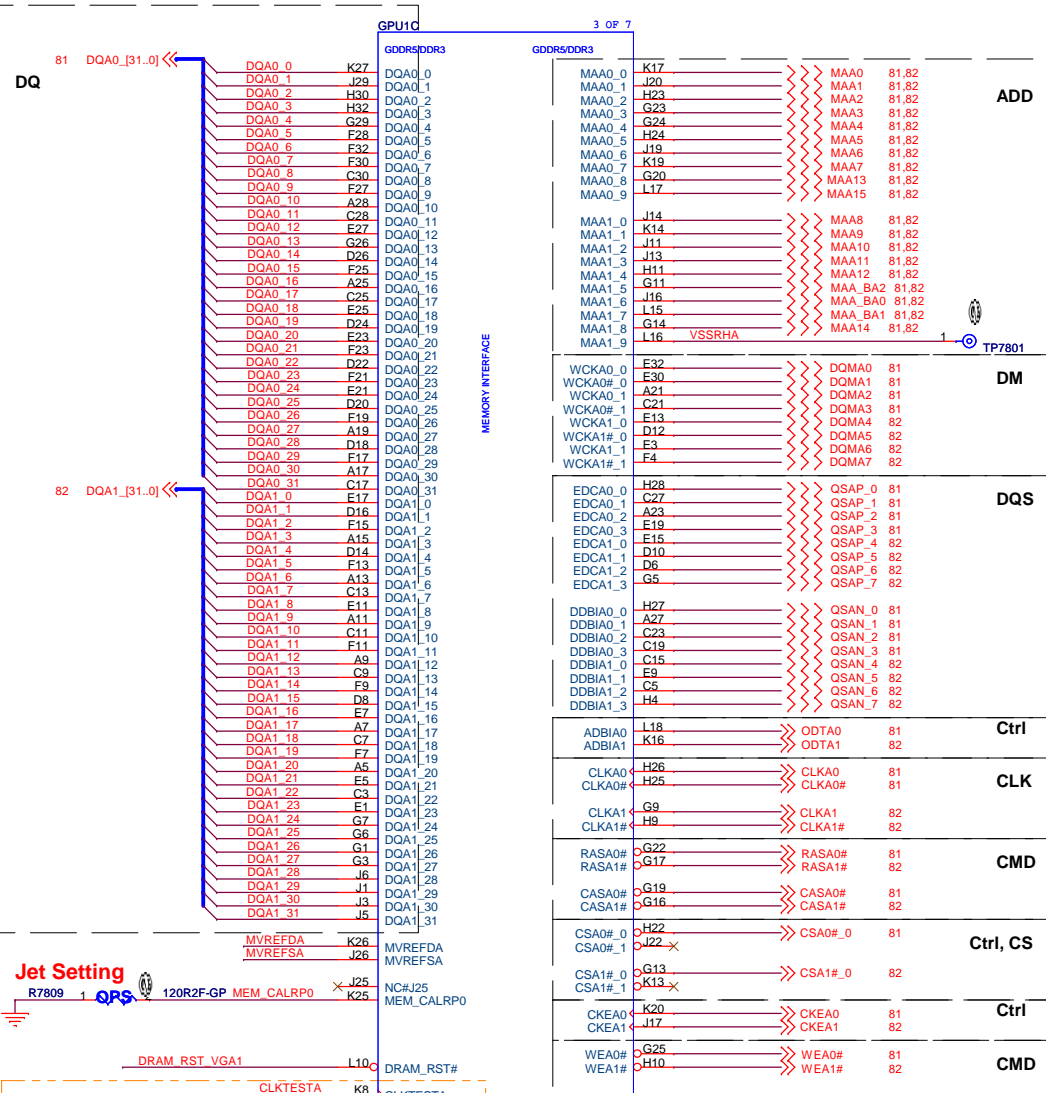 GPU1C 3 OF 7
GDDR5/DDR3 GDDR5/DDR3
81 DQA0_[31..0]
DQ
DQA0_0 K27 DQA0_0
DQA0_1 J29 DQA0_1
DQA0_2 H30 DQA0_2
DQA0_3 H32 DQA0_3
DQA0_4 G29 DQA0_4
DQA0_5 F28 DQA0_5
DQA0_6 F32 DQA0_6
DQA0_7 F30 DQA0_7
DQA0_8 C30 DQA0_8
DQA0_9 F27 DQA0_9
DQA0_10 A28 DQA0_10
DQA0_11 C28 DQA0_11
DQA0_12 E27 DQA0_12
DQA0_13 G26 DQA0_13
DQA0_14 D26 DQA0_14
DQA0_15 F25 DQA0_15
DQA0_16 A25 DQA0_16
DQA0_17 C25 DQA0_17
DQA0_18 E25 DQA0_18
DQA0_19 D24 DQA0_19
DQA0_20 E23 DQA0_20
DQA0_21 F23 DQA0_21
DQA0_22 D22 DQA0_22
DQA0_23 F21 DQA0_23
DQA0_24 E21 DQA0_24
DQA0_25 D20 DQA0_25
DQA0_26 F19 DQA0_26
DQA0_27 A19 DQA0_27
DQA0_28 D18 DQA0_28
DQA0_29 F17 DQA0_29
DQA0_30 A17 DQA0_30
DQA0_31 C17 DQA0_31
82 DQA1_[31..0]
DQA1_0 E17 DQA1_0
DQA1_1 D16 DQA1_1
DQA1_2 F15 DQA1_2
DQA1_3 A15 DQA1_3
DQA1_4 D14 DQA1_4
DQA1_5 F13 DQA1_5
DQA1_6 A13 DQA1_6
DQA1_7 C13 DQA1_7
DQA1_8 E11 DQA1_8
DQA1_9 A11 DQA1_9
DQA1_10 C11 DQA1_10
DQA1_11 F11 DQA1_11
DQA1_12 A9 DQA1_12
DQA1_13 C9 DQA1_13
DQA1_14 F9 DQA1_14
DQA1_15 D8 DQA1_15
DQA1_16 E7 DQA1_16
DQA1_17 A7 DQA1_17
DQA1_18 C7 DQA1_18
DQA1_19 F7 DQA1_19
DQA1_20 A5 DQA1_20
DQA1_21 E5 DQA1_21
DQA1_22 C3 DQA1_22
DQA1_23 E1 DQA1_23
DQA1_24 G7 DQA1_24
DQA1_25 G6 DQA1_25
DQA1_26 G1 DQA1_26
DQA1_27 G3 DQA1_27
DQA1_28 J6 DQA1_28
DQA1_29 J1 DQA1_29
DQA1_30 J3 DQA1_30
DQA1_31 J5 DQA1_31
MVREFDA K26 MVREFDA
MVREFSA J26 MVREFSA
Jet Setting
J25 NC#J25
R7809 1 OPS 120R2F-GP MEM_CALRP0 K25 MEM_CALRP0
DRAM_RST_VGA1 L10 DRAM_RST#
CLKTESTA K8 CLKTESTA
MEMORY INTERFACE
MAA0_0 K17 MAA0 81,82
ADD
MAA0_1 J20 MAA1 81,82
MAA0_2 H23 MAA2 81,82
MAA0_3 G23 MAA3 81,82
MAA0_4 G24 MAA4 81,82
MAA0_5 H24 MAA5 81,82
MAA0_6 J19 MAA6 81,82
MAA0_7 K19 MAA7 81,82
MAA0_8 G20 MAA13 81,82
MAA0_9 L17 MAA15 81,82
MAA1_0 J14 MAA8 81,82
MAA1_1 K14 MAA9 81,82
MAA1_2 J11 MAA10 81,82
MAA1_3 J13 MAA11 81,82
MAA1_4 H11 MAA12 81,82
MAA1_5 G11 MAA_BA2 81,82
MAA1_6 J16 MAA_BA0 81,82
MAA1_7 L15 MAA_BA1 81,82
MAA1_8 G14 MAA14 81,82
MAA1_9 L16 VSSRHA 1 TP7801
WCKA0_0 E32 DQMA0 81
DM
WCKA0#_0 E30 DQMA1 81
WCKA0_1 A21 DQMA2 81
WCKA0#_1 C21 DQMA3 81
WCKA1_0 E13 DQMA4 82
WCKA1#_0 D12 DQMA5 82
WCKA1_1 E3 DQMA6 82
WCKA1#_1 F4 DQMA7 82
EDCA0_0 H28 QSAP_0 81
DQS
EDCA0_1 C27 QSAP_1 81
EDCA0_2 A23 QSAP_2 81
EDCA0_3 E19 QSAP_3 81
EDCA1_0 E15 QSAP_4 82
EDCA1_1 D10 QSAP_5 82
EDCA1_2 D6 QSAP_6 82
EDCA1_3 G5 QSAP_7 82
DDBIA0_0 H27 QSAN_0 81
DDBIA0_1 A27 QSAN_1 81
DDBIA0_2 C23 QSAN_2 81
DDBIA0_3 C19 QSAN_3 81
DDBIA1_0 C15 QSAN_4 82
DDBIA1_1 E9 QSAN_5 82
DDBIA1_2 C5 QSAN_6 82
DDBIA1_3 H4 QSAN_7 82
ADBIA0 L18 ODTA0 81 Ctrl
ADBIA1 K16 ODTA1 82
CLKA0 H26 CLKA0 81
CLK
CLKA0# H25 CLKA0# 81
CLKA1 G9 CLKA1 82
CLKA1# H9 CLKA1# 82
RASA0# G22 RASA0# 81
CMD
RASA1# G17 RASA1# 82
CASA0# G19 CASA0# 81
CASA1# G16 CASA1# 82
CSA0#_0 H22 CSA0#_0 81
CSA0#_1 J22
Ctrl, CS
CSA1#_0 G13 CSA1#_0 82
CSA1#_1 K13
CKEA0 K20 CKEA0 81 Ctrl
CKEA1 J17 CKEA1 82
WEA0# G25 WEA0# 81
CMD
WEA1# H10 WEA1# 82